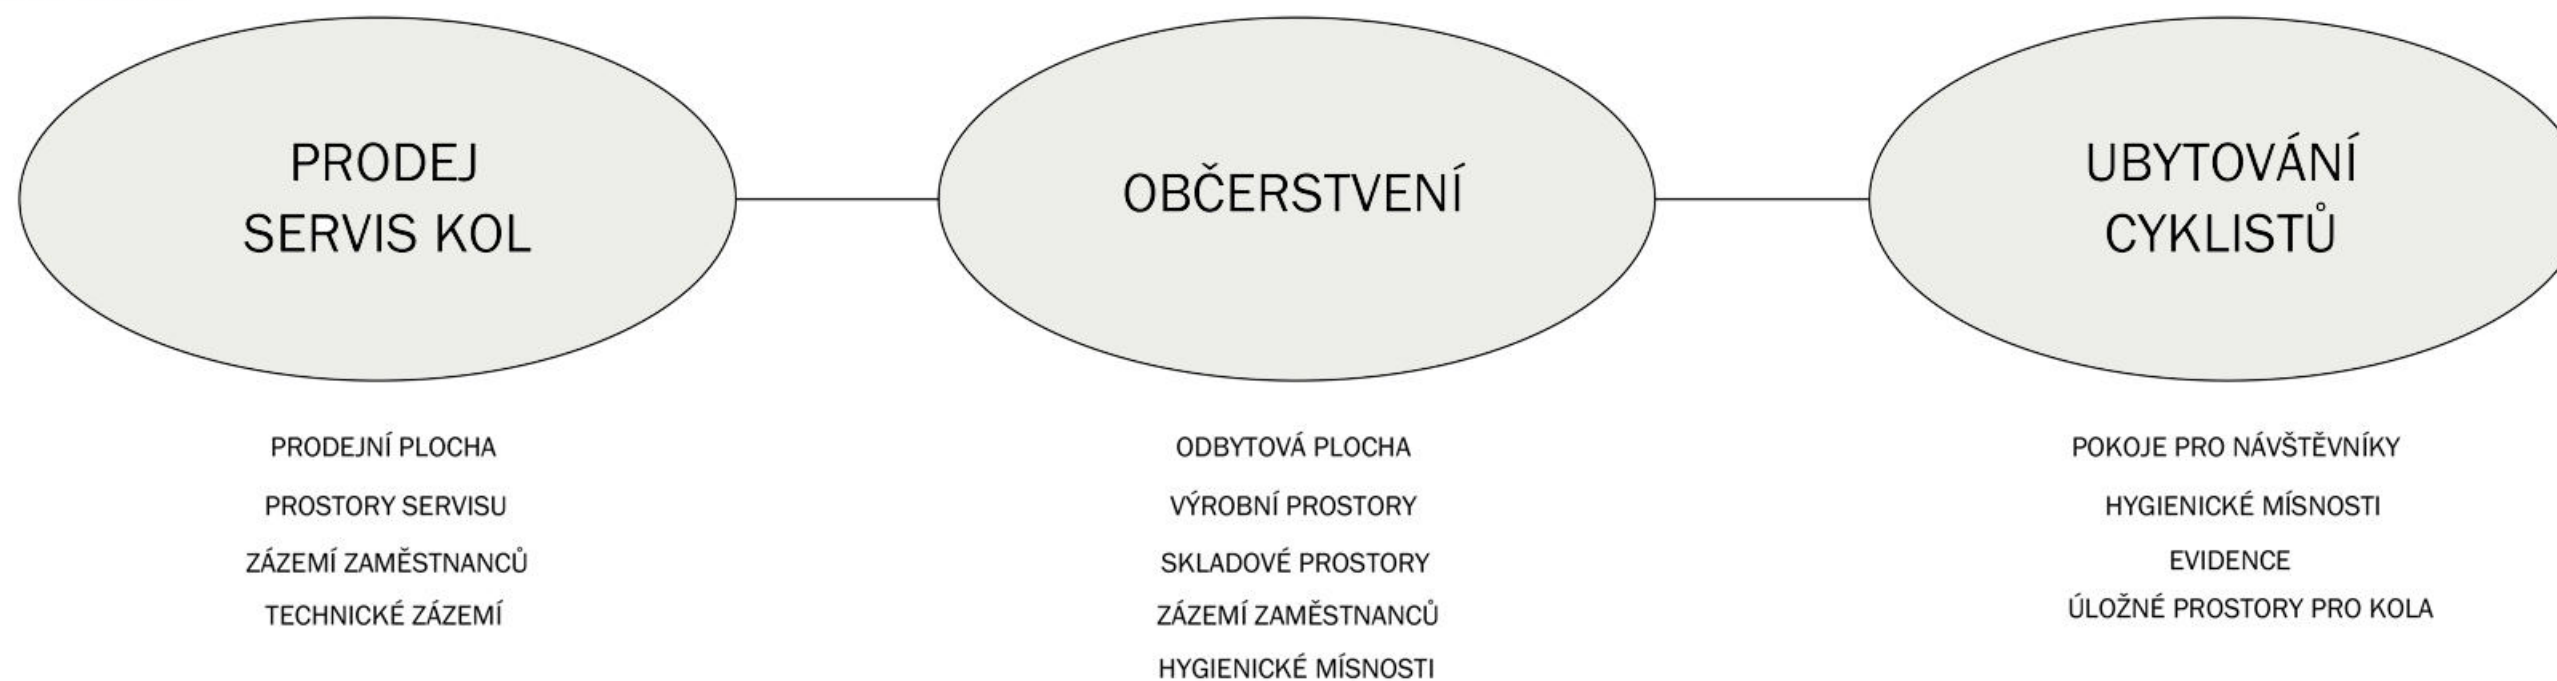 PRODEJ
SERVIS KOL
OBČERSTVENÍ
UBYTOVÁNÍ
CYKLISTŮ
PRODEJNÍ PLOCHA
PROSTORY SERVISU
ZÁZEMÍ ZAMĚSTNANCŮ
TECHNICKÉ ZÁZEMÍ
ODBYTOVÁ PLOCHA
VÝROBNÍ PROSTORY
SKLADOVÉ PROSTORY
ZÁZEMÍ ZAMĚSTNANCŮ
HYGIENICKÉ MÍSNOSTI
POKOJE PRO NÁVŠTĚVNÍKY
HYGIENICKÉ MÍSNOSTI
EVIDENCE
ÚLOŽNÉ PROSTORY PRO KOLA